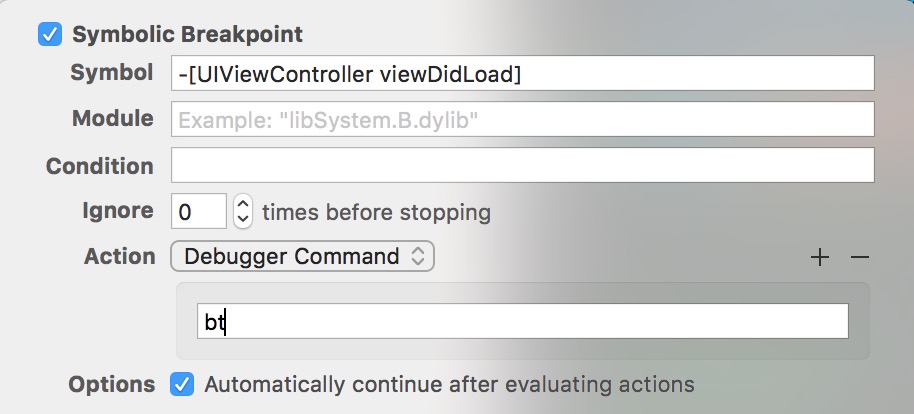 Symbolic Breakpoint
Symbol -[UIViewController viewDidLoad]
Module Example: "libSystem.B.dylib"
Condition
Ignore 0 times before stopping
Action Debugger Command
bt
Options Automatically continue after evaluating actions